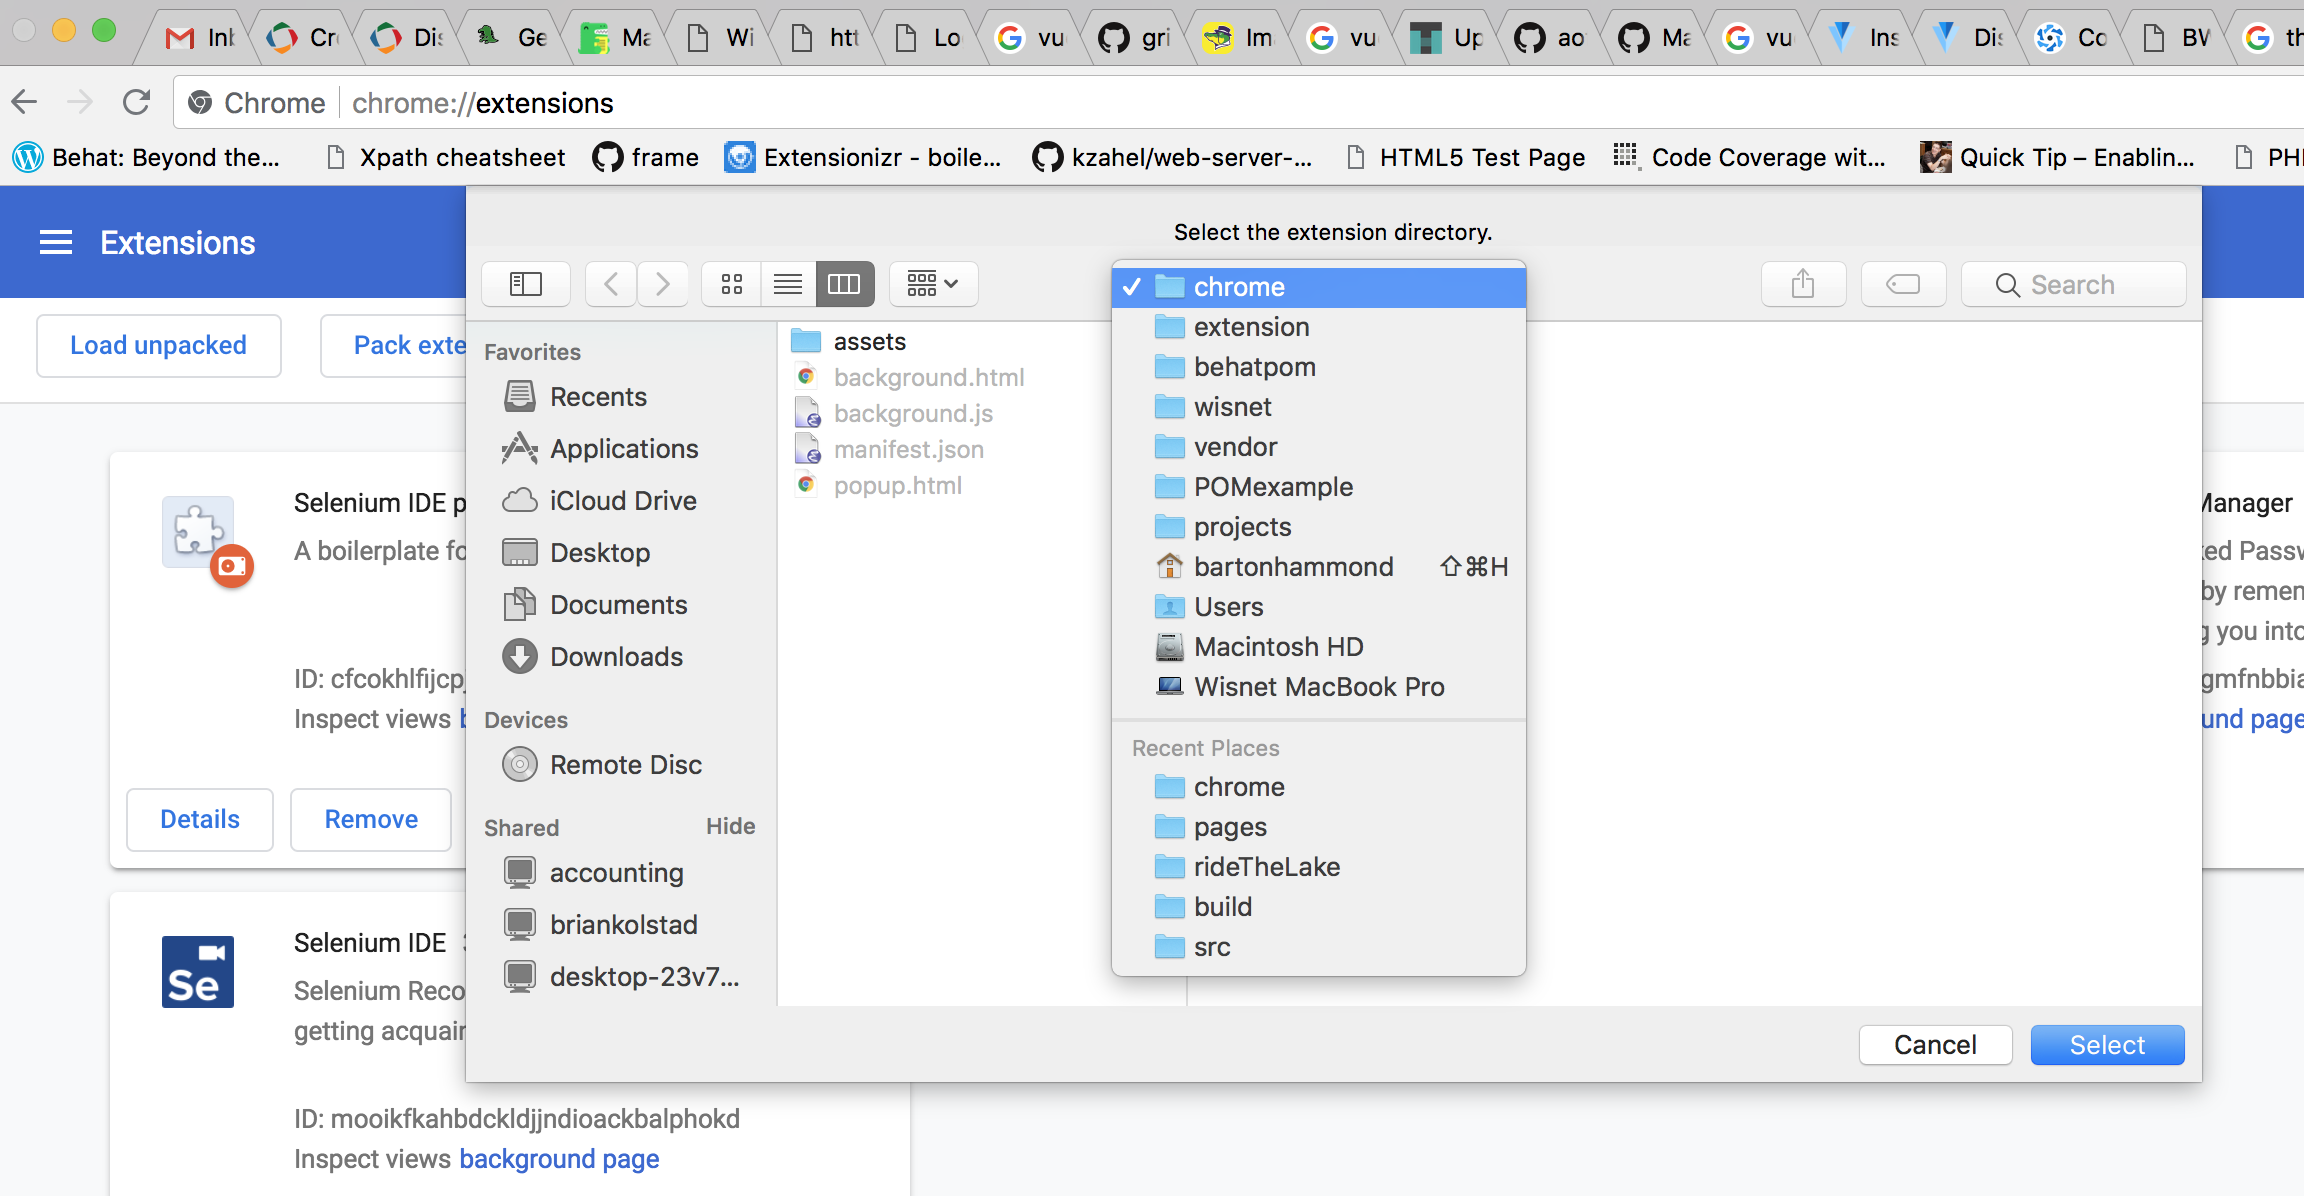 Cr
Dis
Ge
Ma
Wi
htt
Lo
vu
gri
Im
vu
Up
ao
Ma
vu
Ins
Dis
Co
BW
th
Chrome chrome://extensions
Behat: Beyond the... Xpath cheatsheet frame Extensionizr - boile... kzahel/web-server-... HTML5 Test Page Code Coverage wit... Quick Tip – Enablin... PH
Extensions
Load unpacked
Pack exte
Selenium IDE p
A boilerplate fo
ID: cfcokhlfijcpj
Inspect views b
Details
Remove
Selenium IDE
Se
Selenium Reco
getting acquair
ID: mooikfkahbdckldjjndioackbalphokd
Inspect views background page
Select the extension directory.
Search
Favorites
Recents
Applications
iCloud Drive
Desktop
Documents
Downloads
Devices
Remote Disc
Shared Hide
accounting
briankolstad
desktop-23v7...
assets
background.html
background.js
manifest.json
popup.html
✓ chrome
extension
behatpom
wisnet
vendor
POMexample
projects
bartonhammond ⇧⌘H
Users
Macintosh HD
Wisnet MacBook Pro
Recent Places
chrome
pages
rideTheLake
build
src
Cancel
Select
Manager
ed Passw
by remen
g you into
gmfnbbia
und page